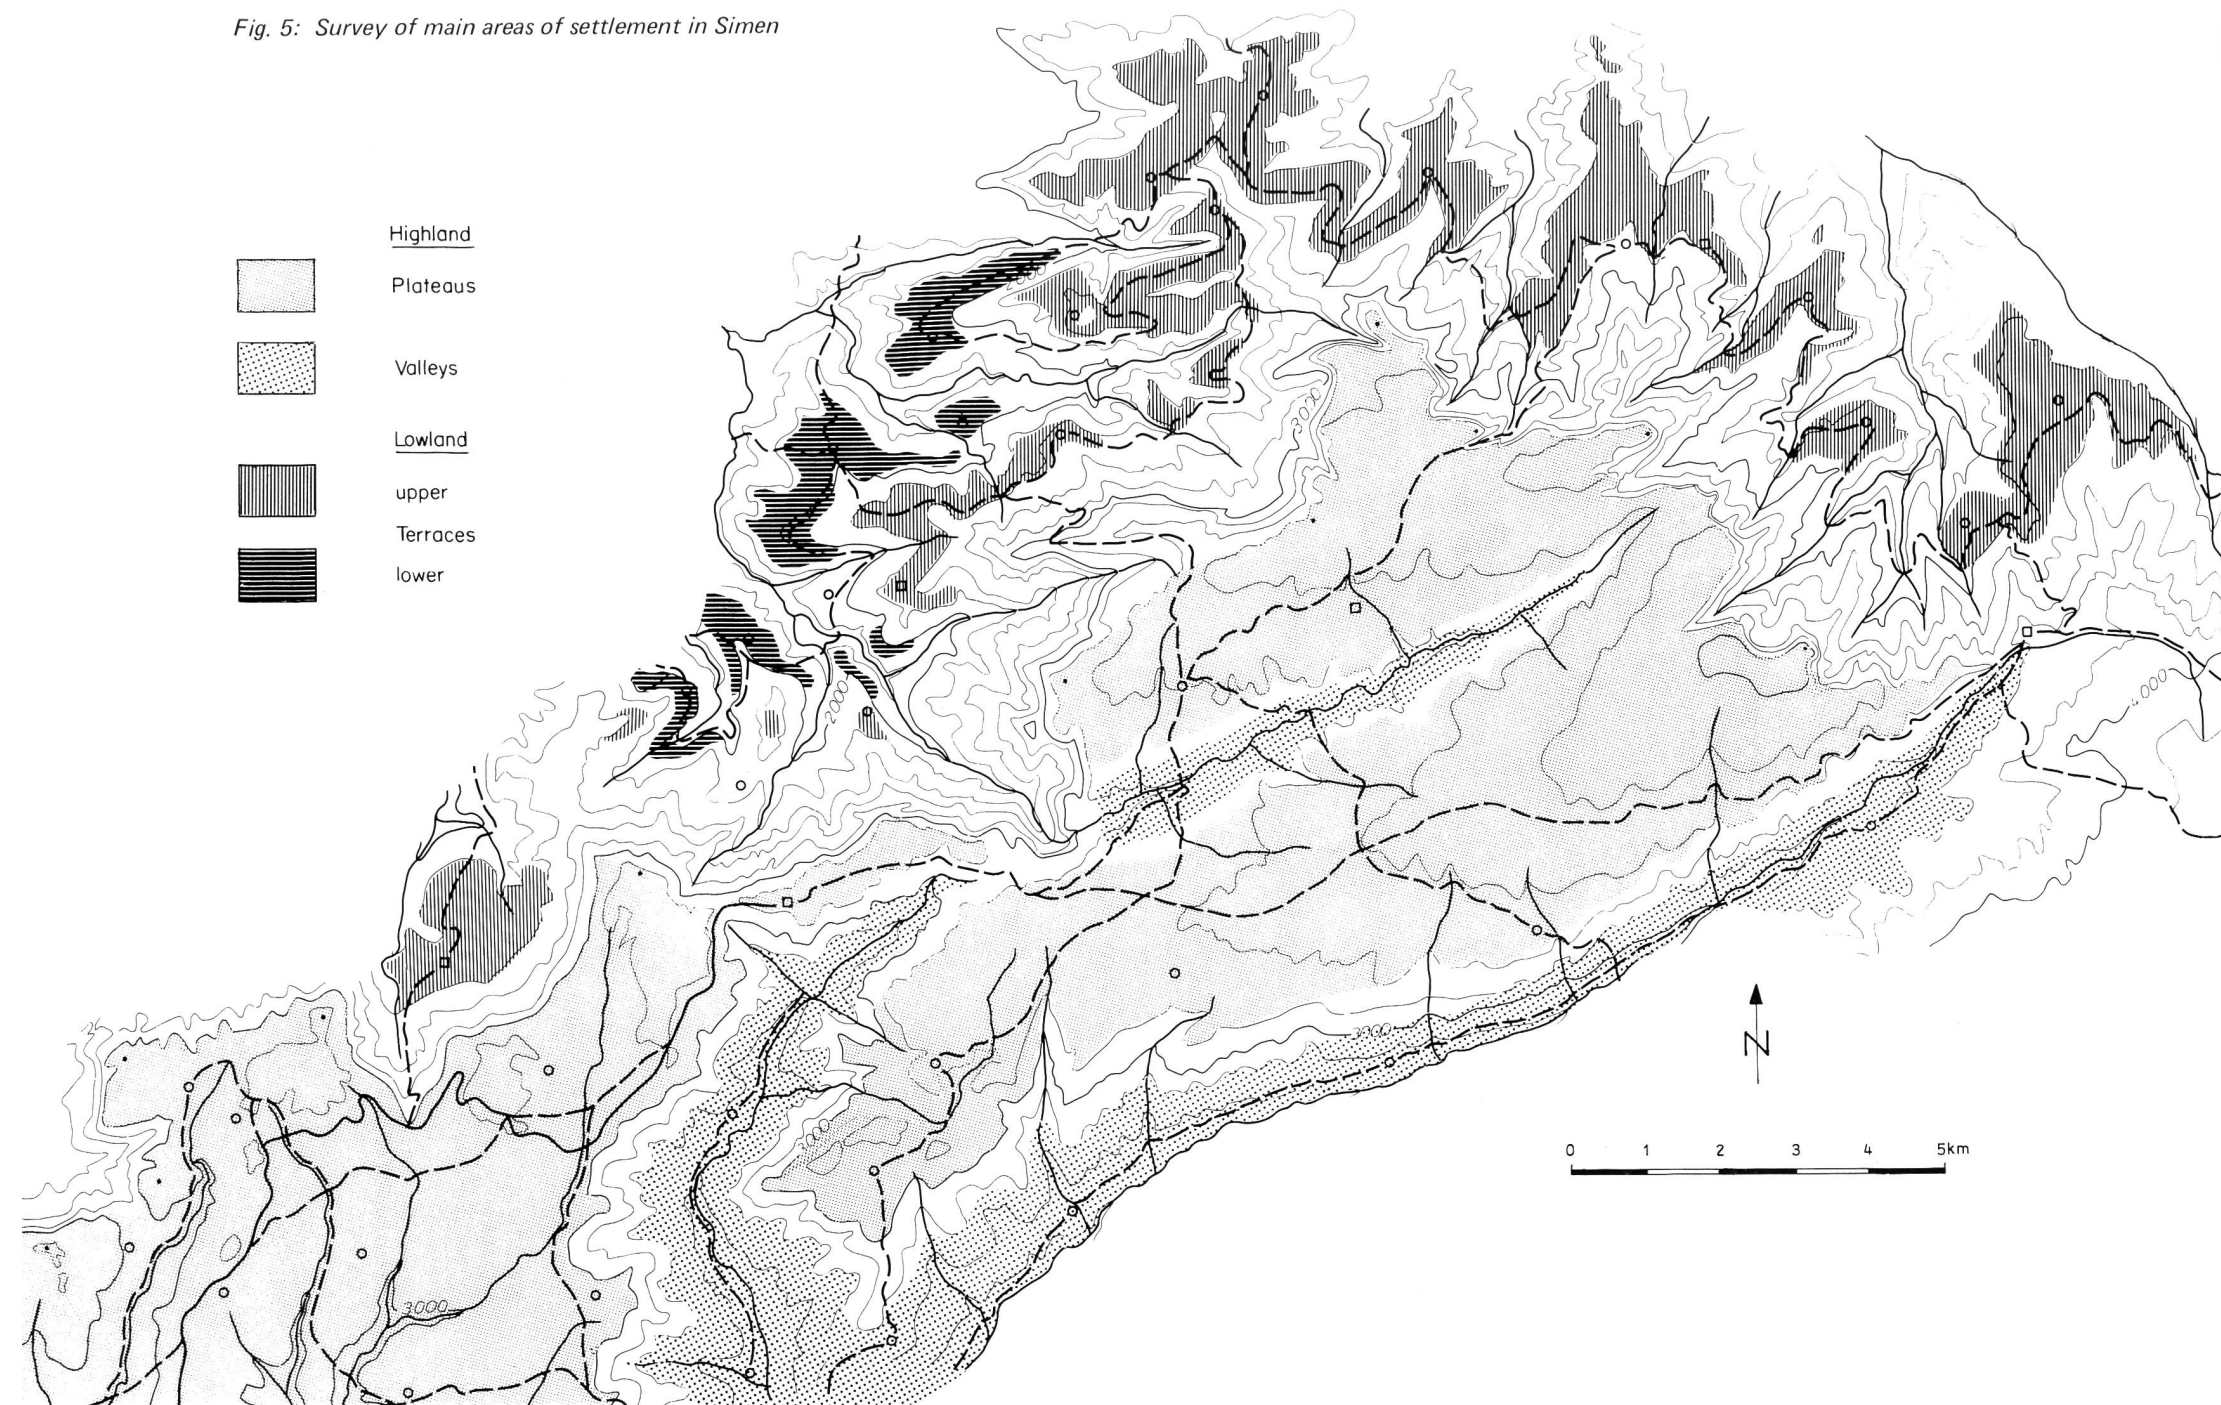 Fig. 5: Survey of main areas of settlement in Simen
Highland
Plateaus
Valleys
Lowland
upper
Terraces
lower
2000
3000
2000
4000
3000
3000
3000
N
0 1 2 3 4 5km